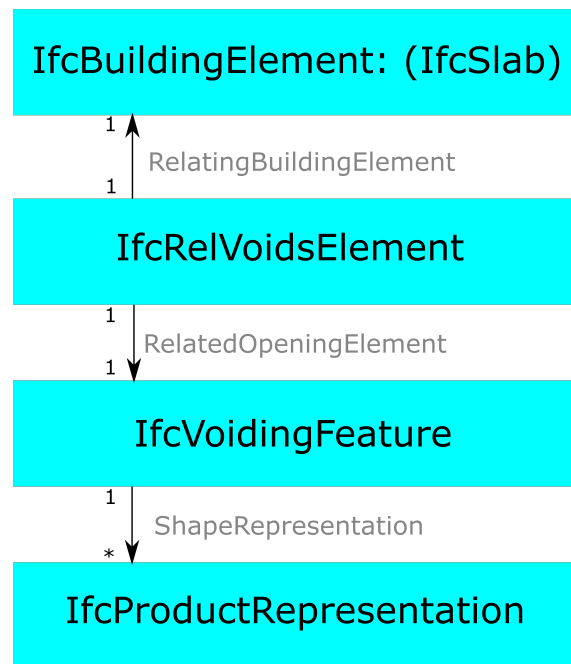 IfcBuildingElement: (IfcSlab)
1
RelatingBuildingElement
1
IfcRelVoidsElement
1
RelatedOpeningElement
1
IfcVoidingFeature
1
ShapeRepresentation
*
IfcProductRepresentation